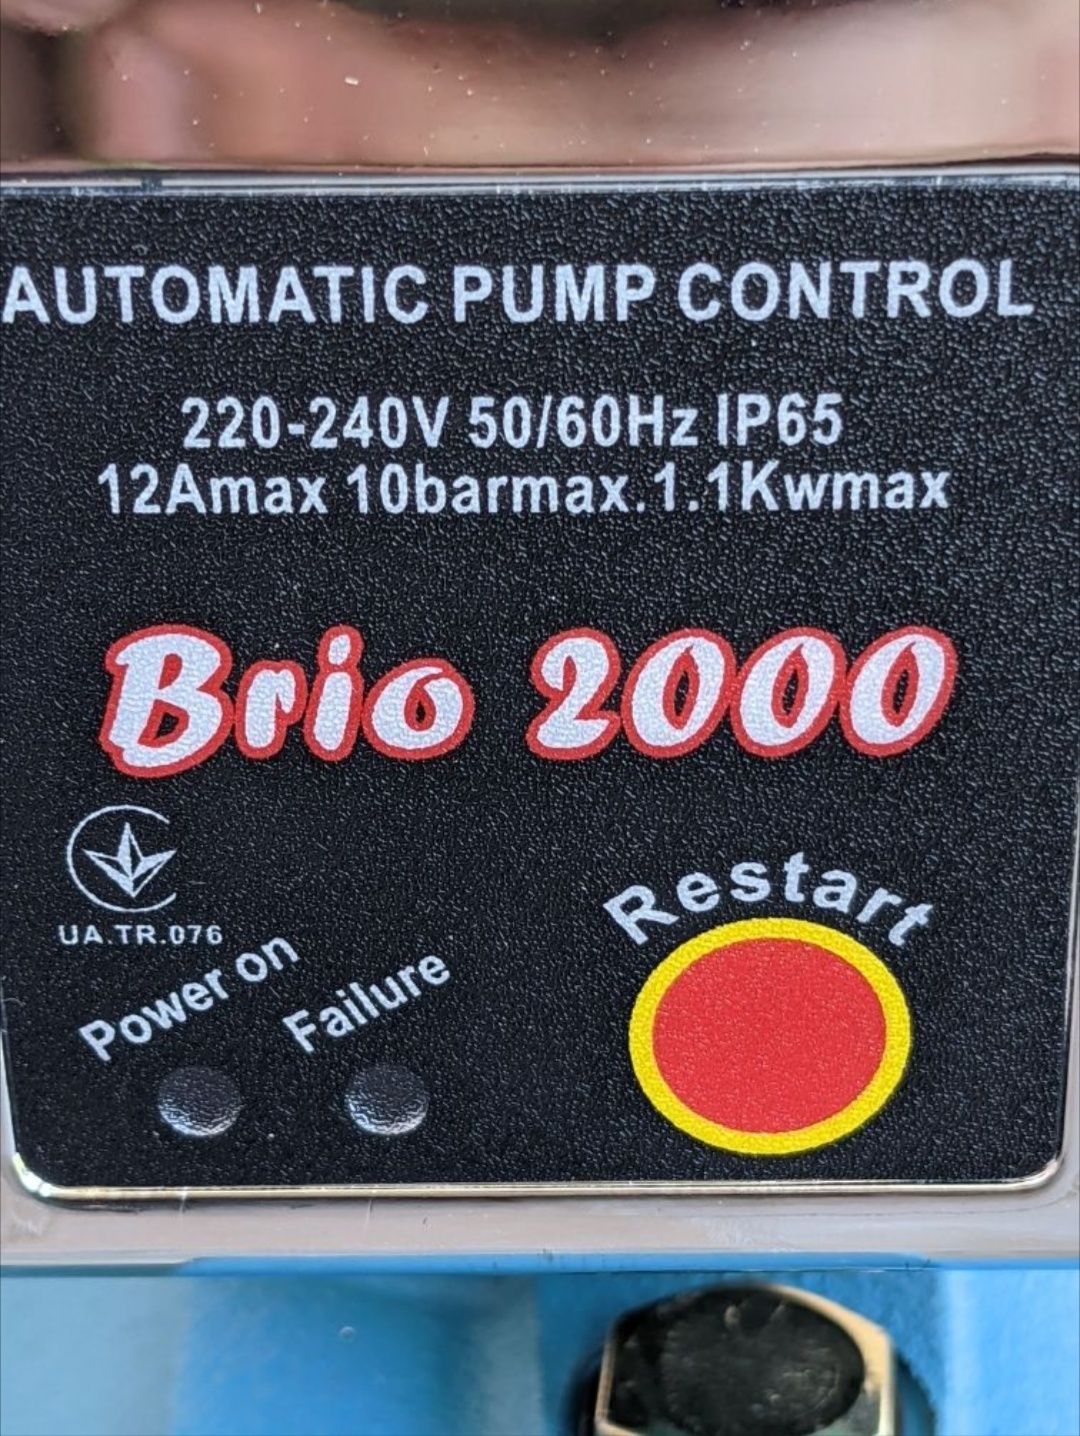 AUTOMATIC PUMP CONTROL
220-240V 50/60Hz IP65
12Amax 10barmax.1.1Kwmax
Brio 2000
UA.TR.076
Power on
Failure
Restart